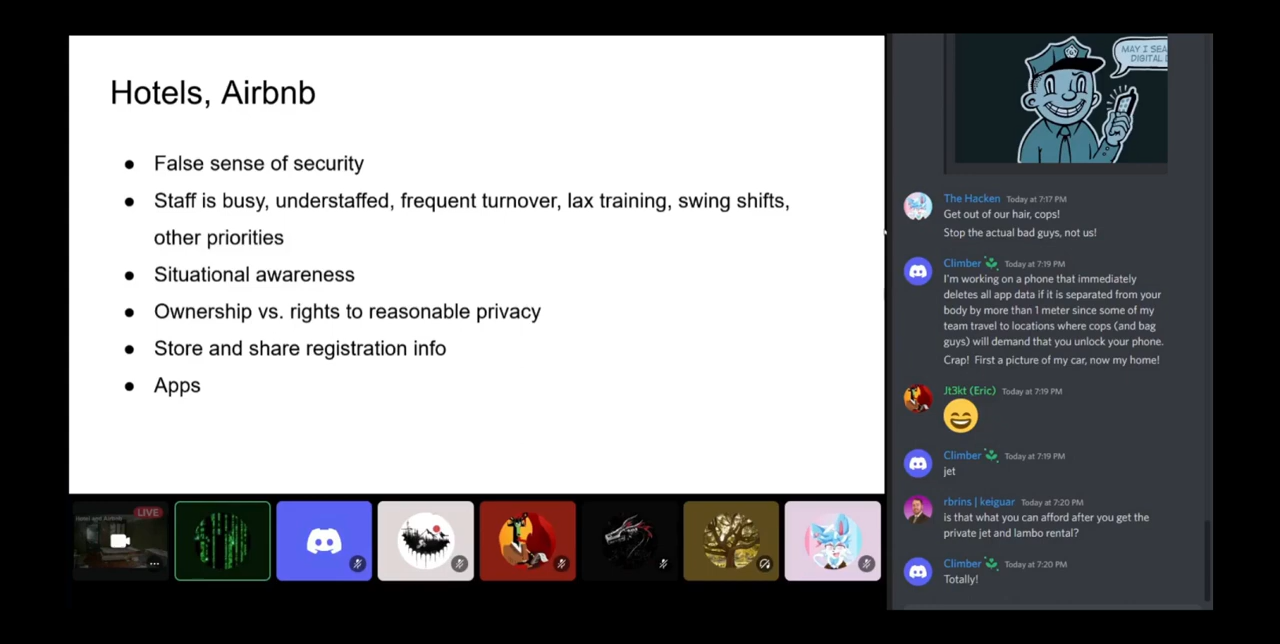 Hotels, Airbnb
● False sense of security
● Staff is busy, understaffed, frequent turnover, lax training, swing shifts,
other priorities
● Situational awareness
● Ownership vs. rights to reasonable privacy
● Store and share registration info
● Apps
Hotel and Airbnb
LIVE
MAY I SEA
DIGITAL
The Hacken Today at 7:17 PM
Get out of our hair, cops!
Stop the actual bad guys, not us!
Climber Today at 7:19 PM
I'm working on a phone that immediately
deletes all app data if it is separated from your
body by more than 1 meter since some of my
team travel to locations where cops (and bag
guys) will demand that you unlock your phone.
Crap! First a picture of my car, now my home!
Jt3kt (Eric) Today at 7:19 PM
Climber Today at 7:19 PM
jet
rbrins | keiguar Today at 7:20 PM
is that what you can afford after you get the
private jet and lambo rental?
Climber Today at 7:20 PM
Totally!